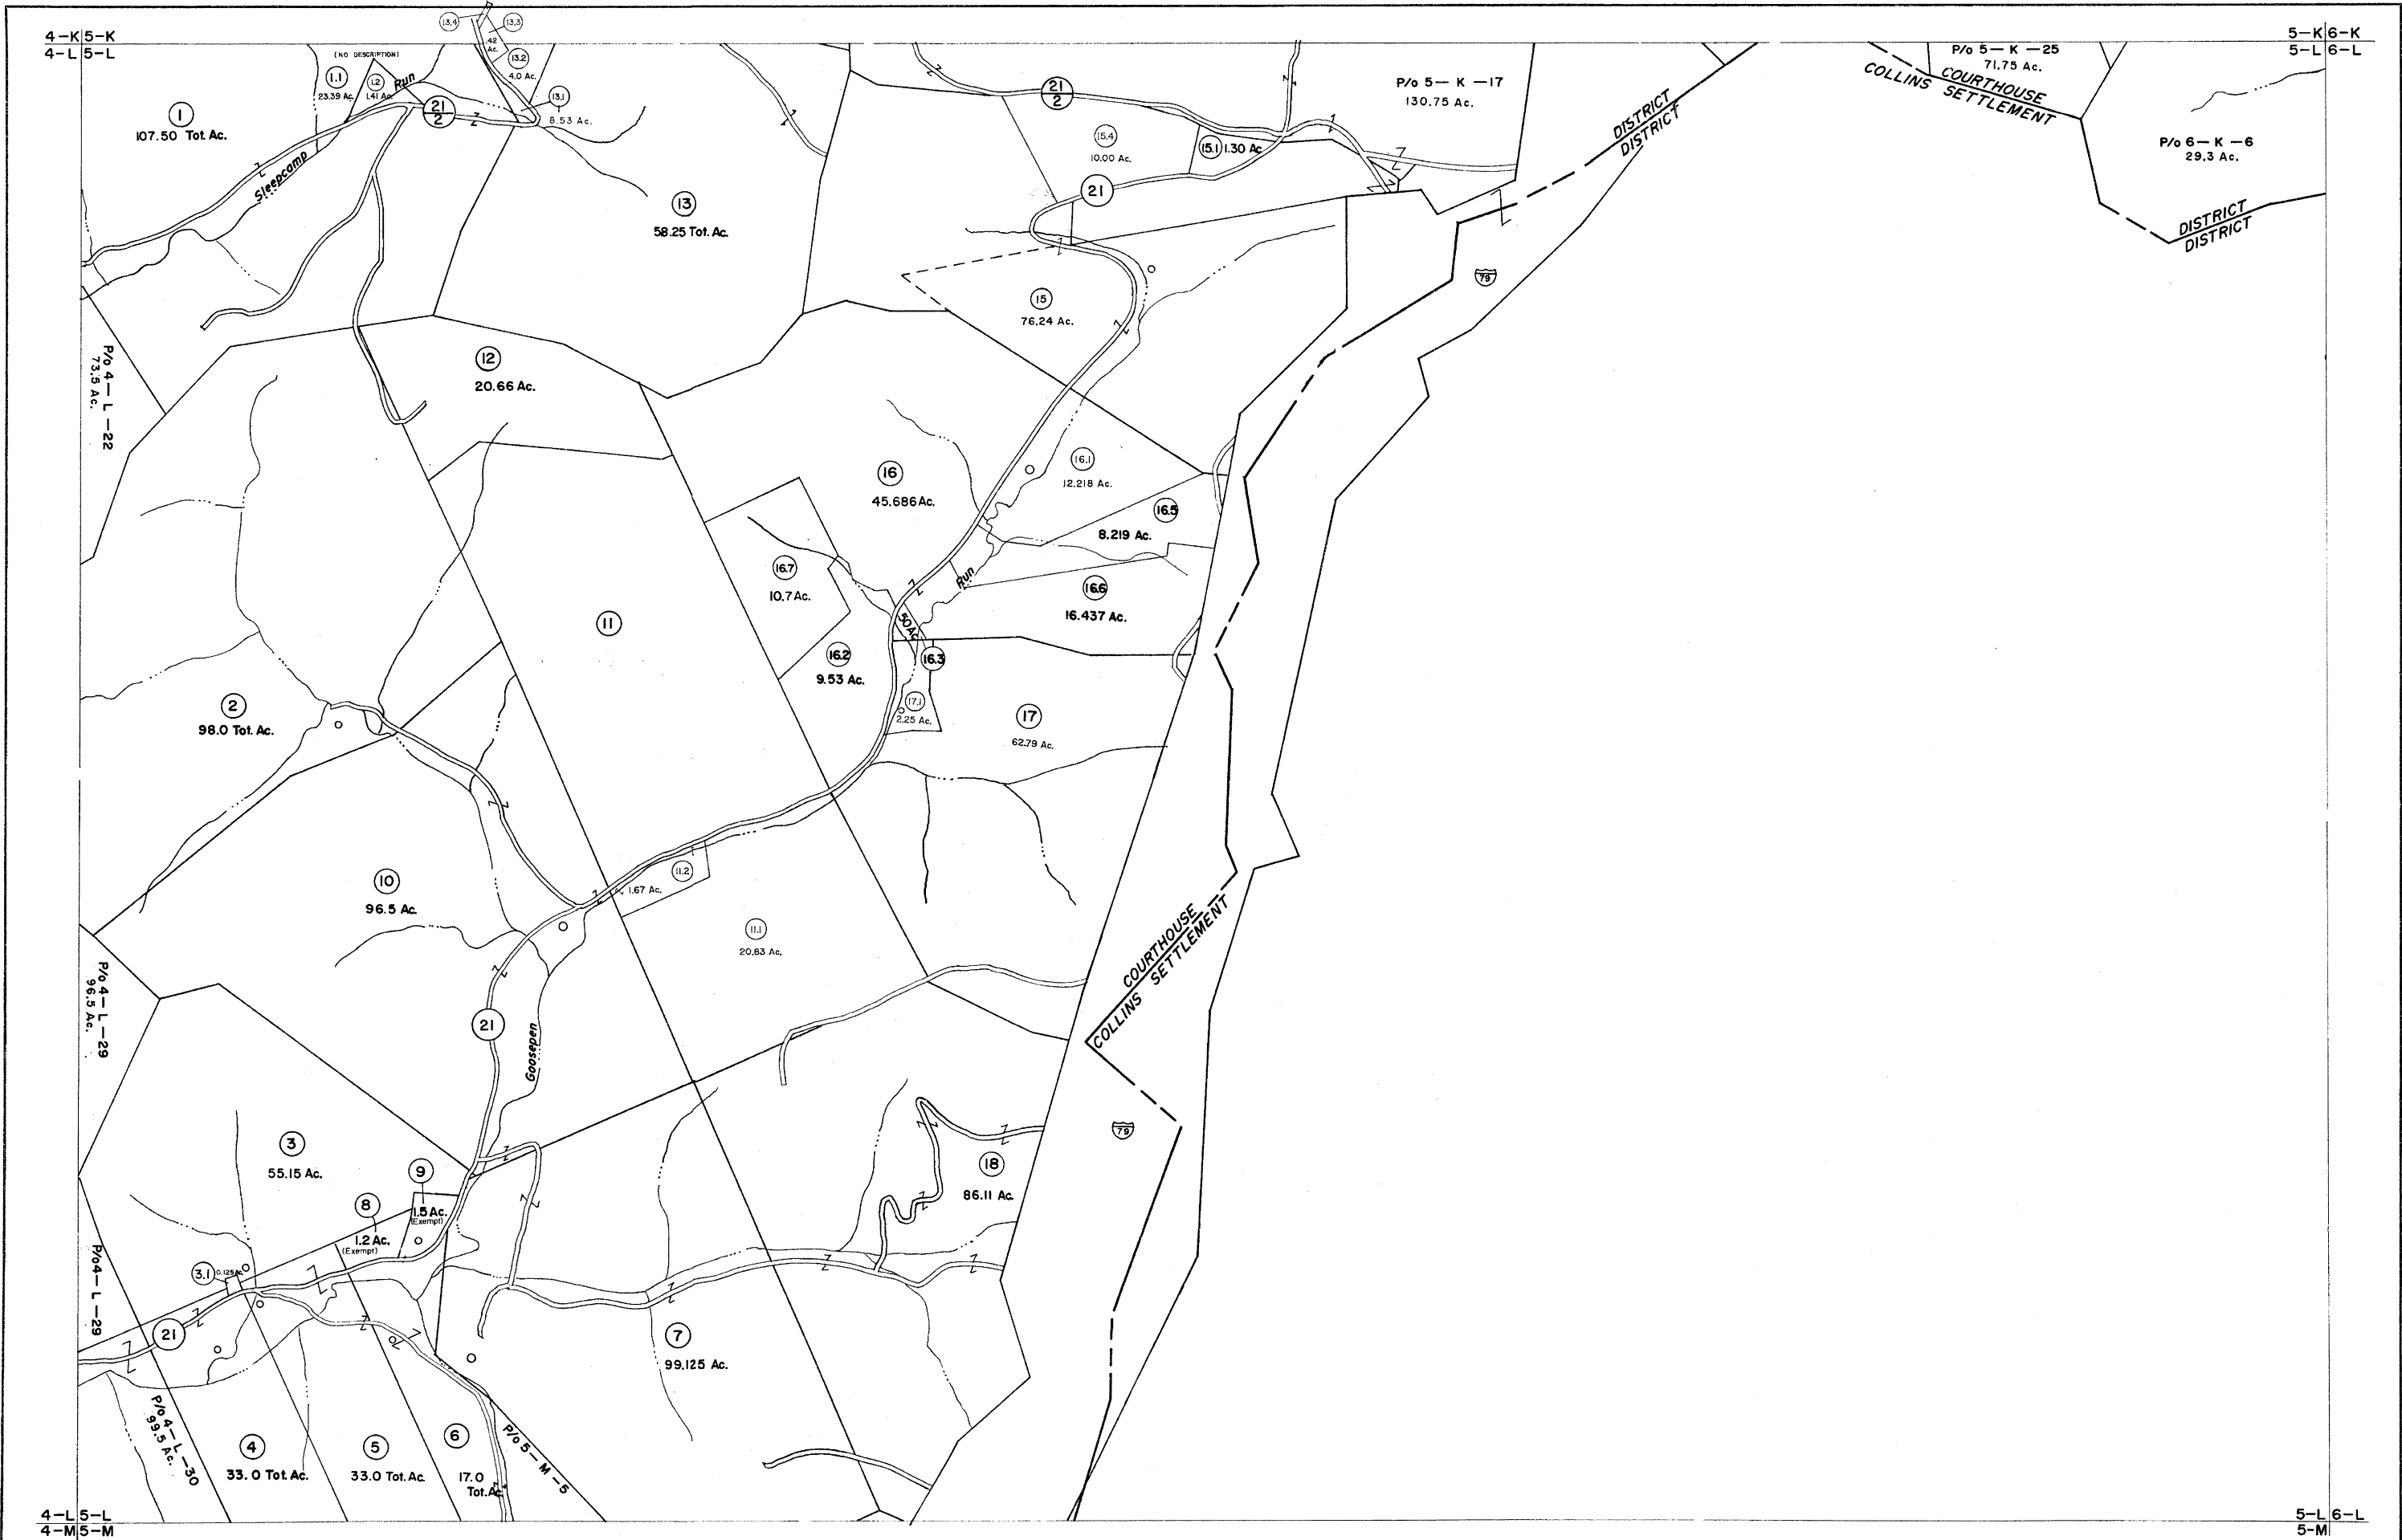 4-K 5-K
4-L 5-L
5-K 6-K
5-L 6-L
13.4
13.3
.42
Ac.
13.2
4.0 Ac.
13.1
8.53 Ac.
(NO DESCRIPTION)
1.1
23.39 Ac.
1.2
1.41 Ac.
Run
21
2
1
107.50 Tot. Ac.
Sleepcamp
13
58.25 Tot. Ac.
21
2
15.4
10.00 Ac.
15.1 1.30 Ac
21
P/o 5-K-17
130.75 Ac.
DISTRICT
DISTRICT
P/o 5-K-25
71.75 Ac.
COURTHOUSE
COLLINS SETTLEMENT
P/o 6-K-6
29.3 Ac.
DISTRICT
DISTRICT
79
15
76.24 Ac.
P/o 4-L-22
73.5 Ac.
12
20.66 Ac.
16
45.686 Ac.
16.1
12.218 Ac.
16.5
8.219 Ac.
16.7
10.7 Ac.
Run
16.6
16.437 Ac.
11
.50 Ac.
16.2
9.53 Ac.
16.3
17.1
2.25 Ac.
17
62.79 Ac.
2
98.0 Tot. Ac.
10
96.5 Ac.
11.2
1.67 Ac.
11.1
20.83 Ac.
COURTHOUSE
COLLINS SETTLEMENT
P/o 4-L-29
96.5 Ac.
21
Goosepen
79
3
55.15 Ac.
9
1.5 Ac.
(Exempt)
8
1.2 Ac.
(Exempt)
18
86.11 Ac.
3.1 0.125 Ac.
P/o 4-L-29
21
7
99.125 Ac.
P/o 4-L-30
99.5 Ac.
4
33.0 Tot. Ac.
5
33.0 Tot. Ac.
6
17.0
Tot. Ac.
P/o 5-M-5
4-L 5-L
4-M 5-M
5-L 6-L
5-M